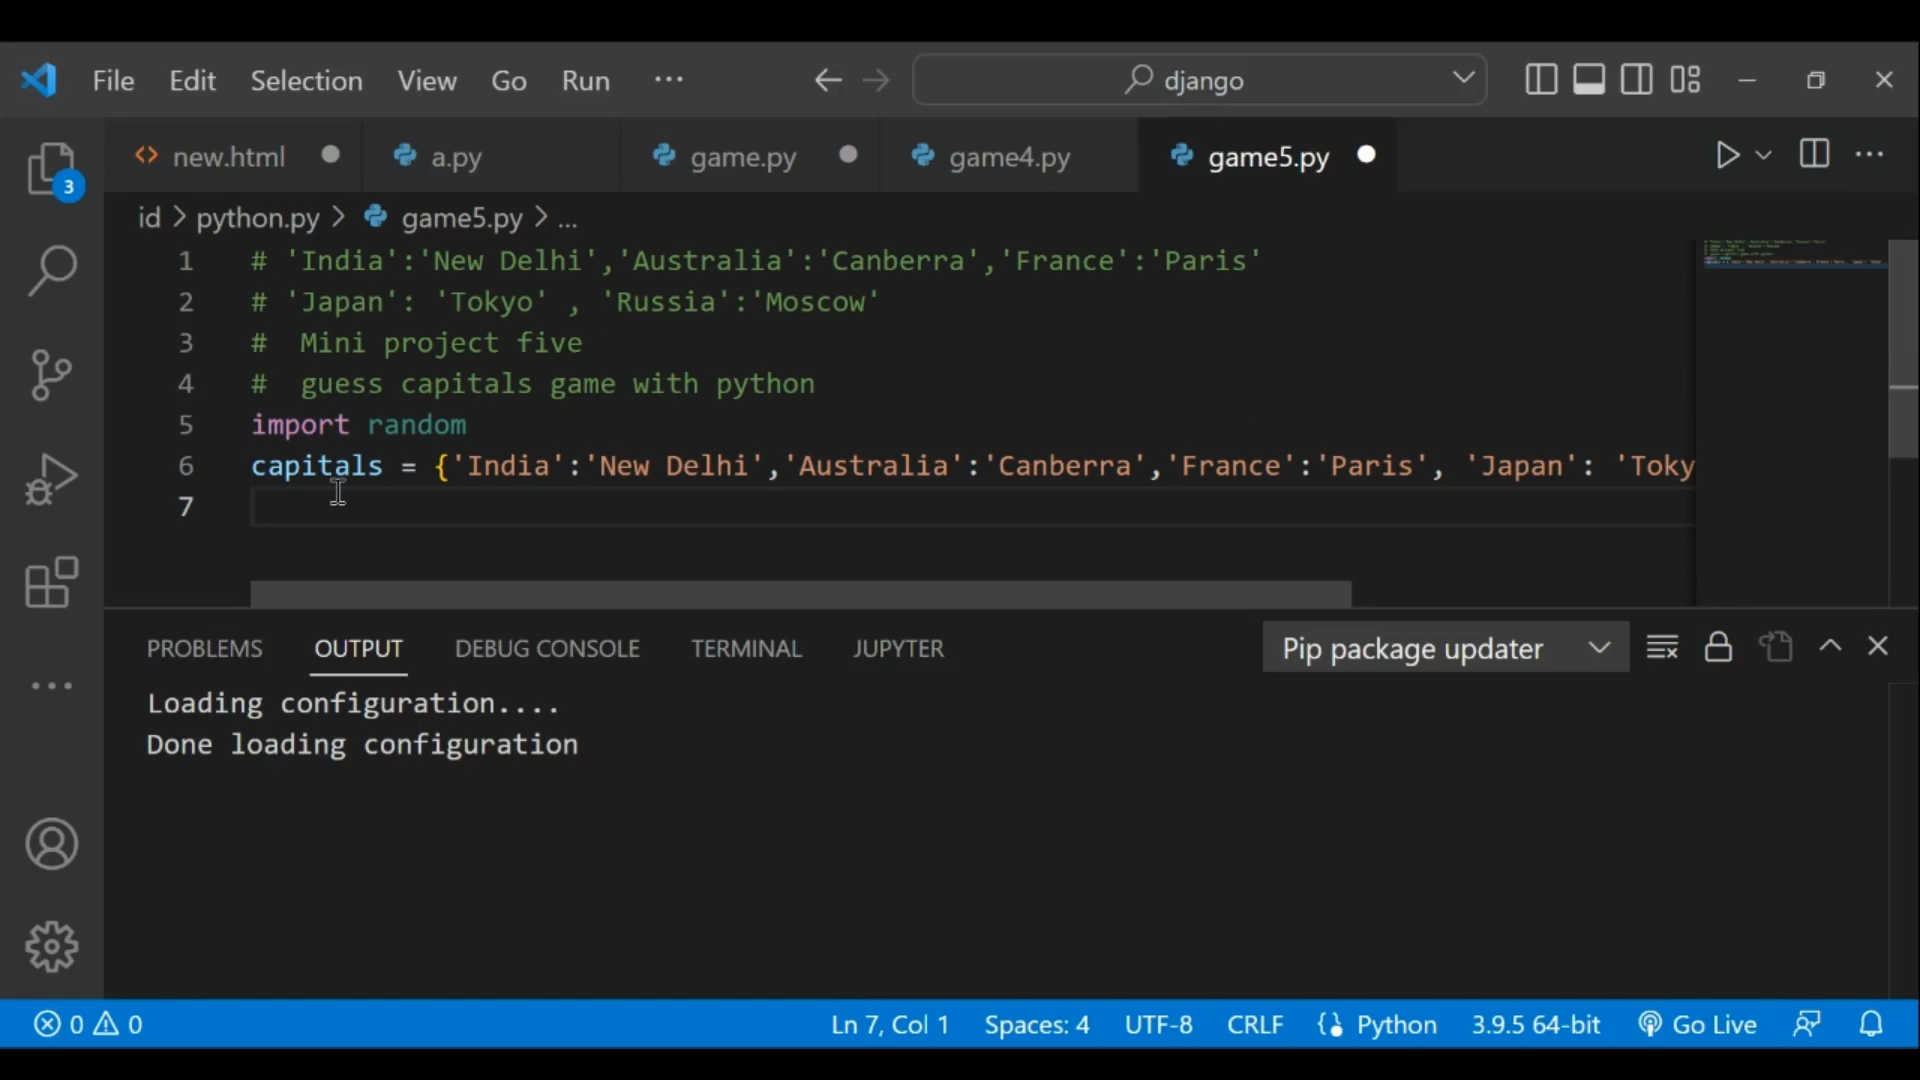 File Edit Selection View Go Run ··· django
new.html a.py game.py game4.py game5.py
id > python.py > game5.py > ...
1 # 'India':'New Delhi','Australia':'Canberra','France':'Paris'
2 # 'Japan': 'Tokyo' , 'Russia':'Moscow'
3 #  Mini project five
4 #  guess capitals game with python
5 import random
6 capitals = {'India':'New Delhi','Australia':'Canberra','France':'Paris', 'Japan': 'Toky
7
3
PROBLEMS OUTPUT DEBUG CONSOLE TERMINAL JUPYTER Pip package updater
Loading configuration....
Done loading configuration
0 0 Ln 7, Col 1 Spaces: 4 UTF-8 CRLF Python 3.9.5 64-bit Go Live